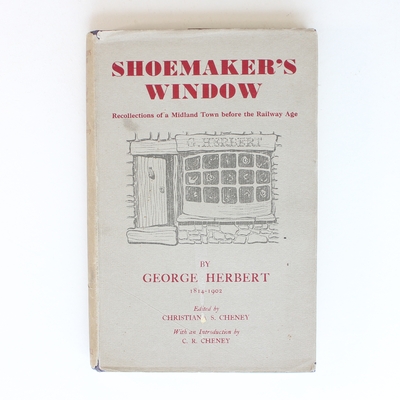 SHOEMAKER'S
WINDOW
Recollections of a Midland Town before the Railway Age
G. HERBERT
BY
GEORGE HERBERT
1814-1902
Edited by
CHRISTIANA S. CHENEY
With an Introduction by
C. R. CHENEY